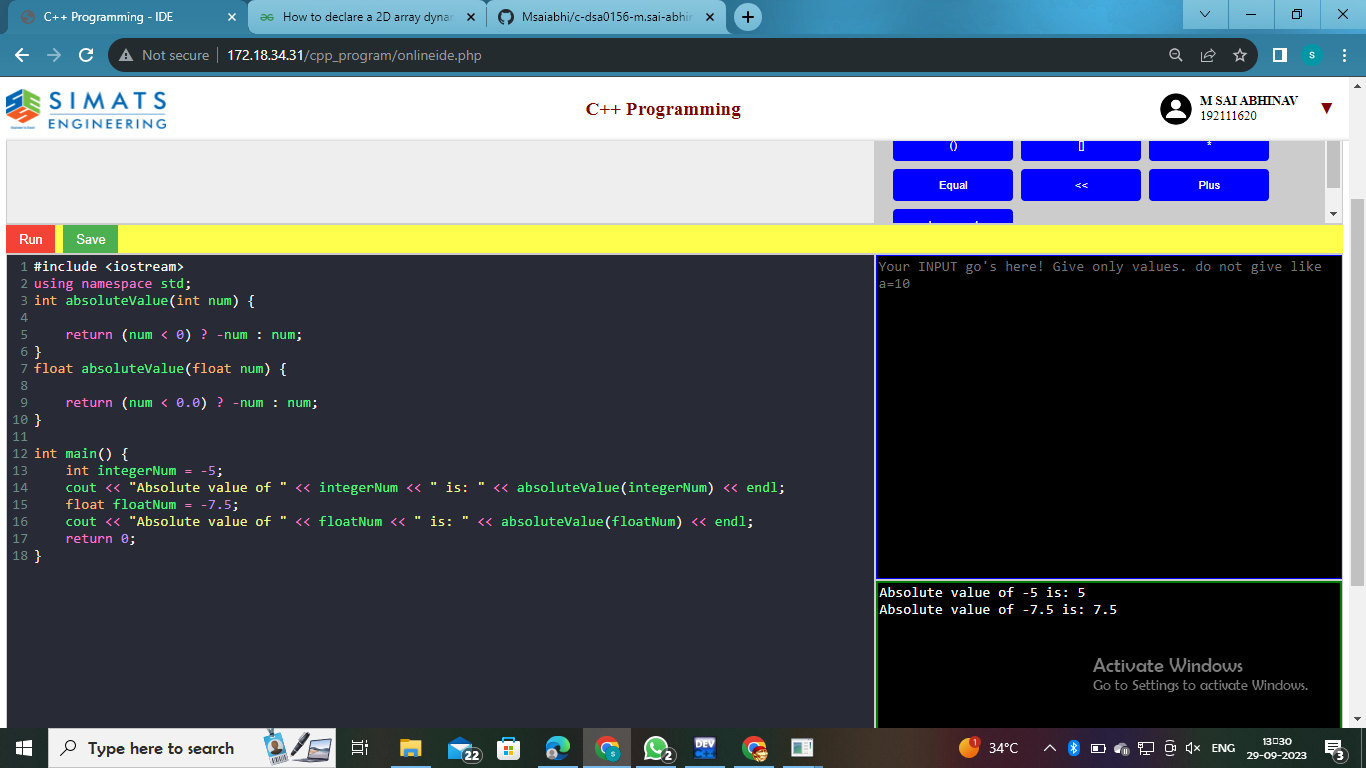 C++ Programming - IDE
How to declare a 2D array dynar
Msaiabhi/c-dsa0156-m.sai-abhin
Not secure
172.18.34.31/cpp_program/onlineide.php
S
SIMATS
ENGINEERING
C++ Programming
M SAI ABHINAV
192111620
()
[]
*
Equal
<<
Plus
Run
Save
1 #include <iostream>
2 using namespace std;
3 int absoluteValue(int num) {
4
5     return (num < 0) ? -num : num;
6 }
7 float absoluteValue(float num) {
8
9     return (num < 0.0) ? -num : num;
10 }
11
12 int main() {
13     int integerNum = -5;
14     cout << "Absolute value of " << integerNum << " is: " << absoluteValue(integerNum) << endl;
15     float floatNum = -7.5;
16     cout << "Absolute value of " << floatNum << " is: " << absoluteValue(floatNum) << endl;
17     return 0;
18 }
Your INPUT go's here! Give only values. do not give like
a=10
Absolute value of -5 is: 5
Absolute value of -7.5 is: 7.5
Activate Windows
Go to Settings to activate Windows.
Type here to search
22
S
2
DEV
1
34°C
ENG
13:30
29-09-2023
3